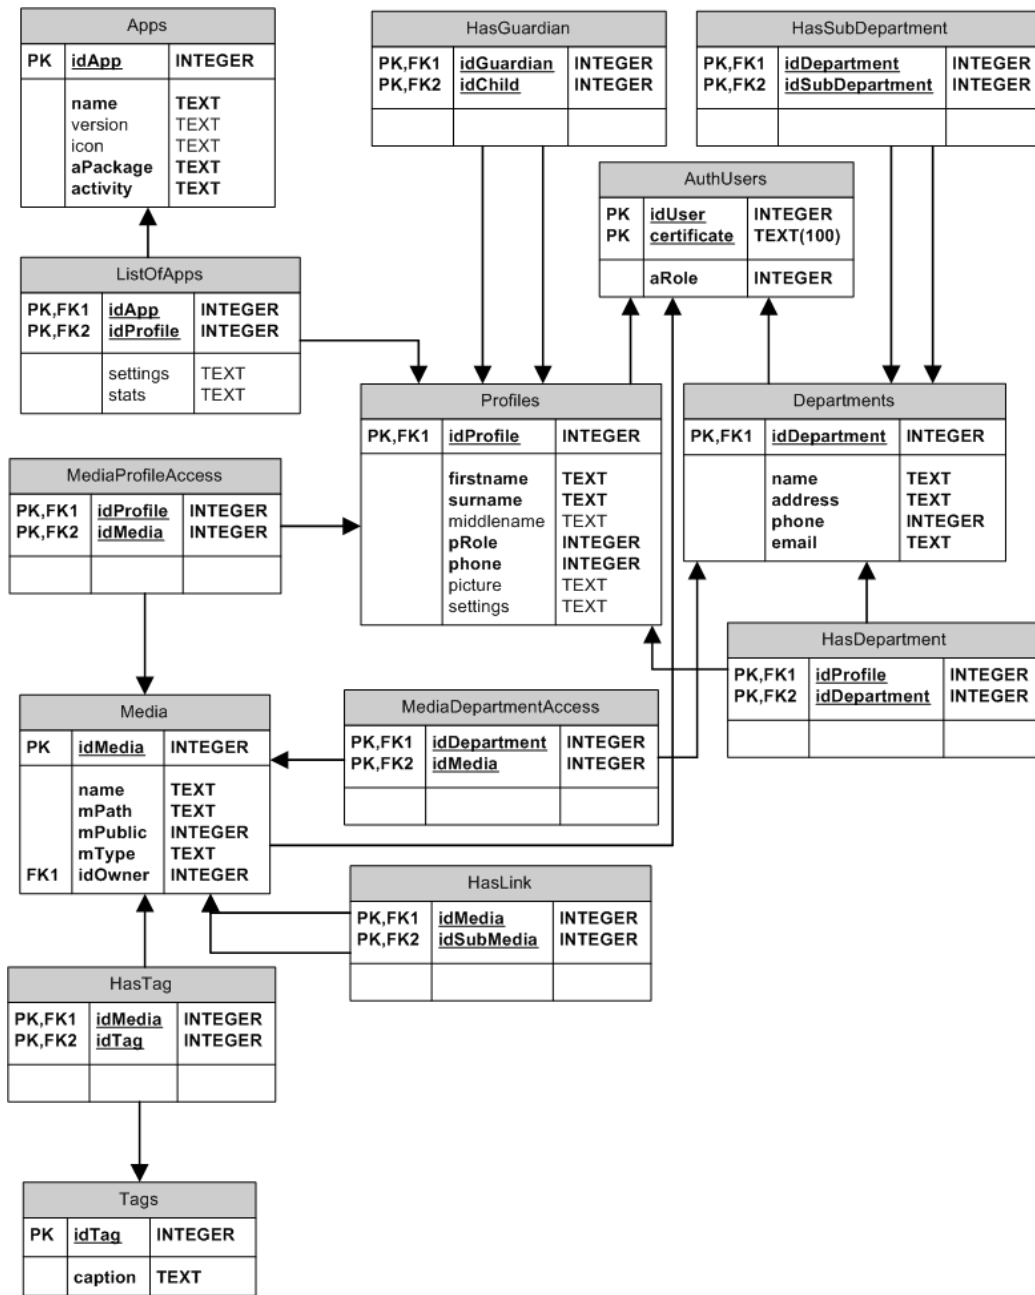 Apps
PK idApp INTEGER
name TEXT
version TEXT
icon TEXT
aPackage TEXT
activity TEXT
HasGuardian
PK,FK1 idGuardian INTEGER
PK,FK2 idChild INTEGER
HasSubDepartment
PK,FK1 idDepartment INTEGER
PK,FK2 idSubDepartment INTEGER
AuthUsers
PK idUser INTEGER
PK certificate TEXT(100)
aRole INTEGER
ListOfApps
PK,FK1 idApp INTEGER
PK,FK2 idProfile INTEGER
settings TEXT
stats TEXT
Profiles
PK,FK1 idProfile INTEGER
firstname TEXT
surname TEXT
middlename TEXT
pRole INTEGER
phone INTEGER
picture TEXT
settings TEXT
Departments
PK,FK1 idDepartment INTEGER
name TEXT
address TEXT
phone INTEGER
email TEXT
MediaProfileAccess
PK,FK1 idProfile INTEGER
PK,FK2 idMedia INTEGER
HasDepartment
PK,FK1 idProfile INTEGER
PK,FK2 idDepartment INTEGER
Media
PK idMedia INTEGER
name TEXT
mPath TEXT
mPublic INTEGER
mType TEXT
FK1 idOwner INTEGER
MediaDepartmentAccess
PK,FK1 idDepartment INTEGER
PK,FK2 idMedia INTEGER
HasLink
PK,FK1 idMedia INTEGER
PK,FK2 idSubMedia INTEGER
HasTag
PK,FK1 idMedia INTEGER
PK,FK2 idTag INTEGER
Tags
PK idTag INTEGER
caption TEXT